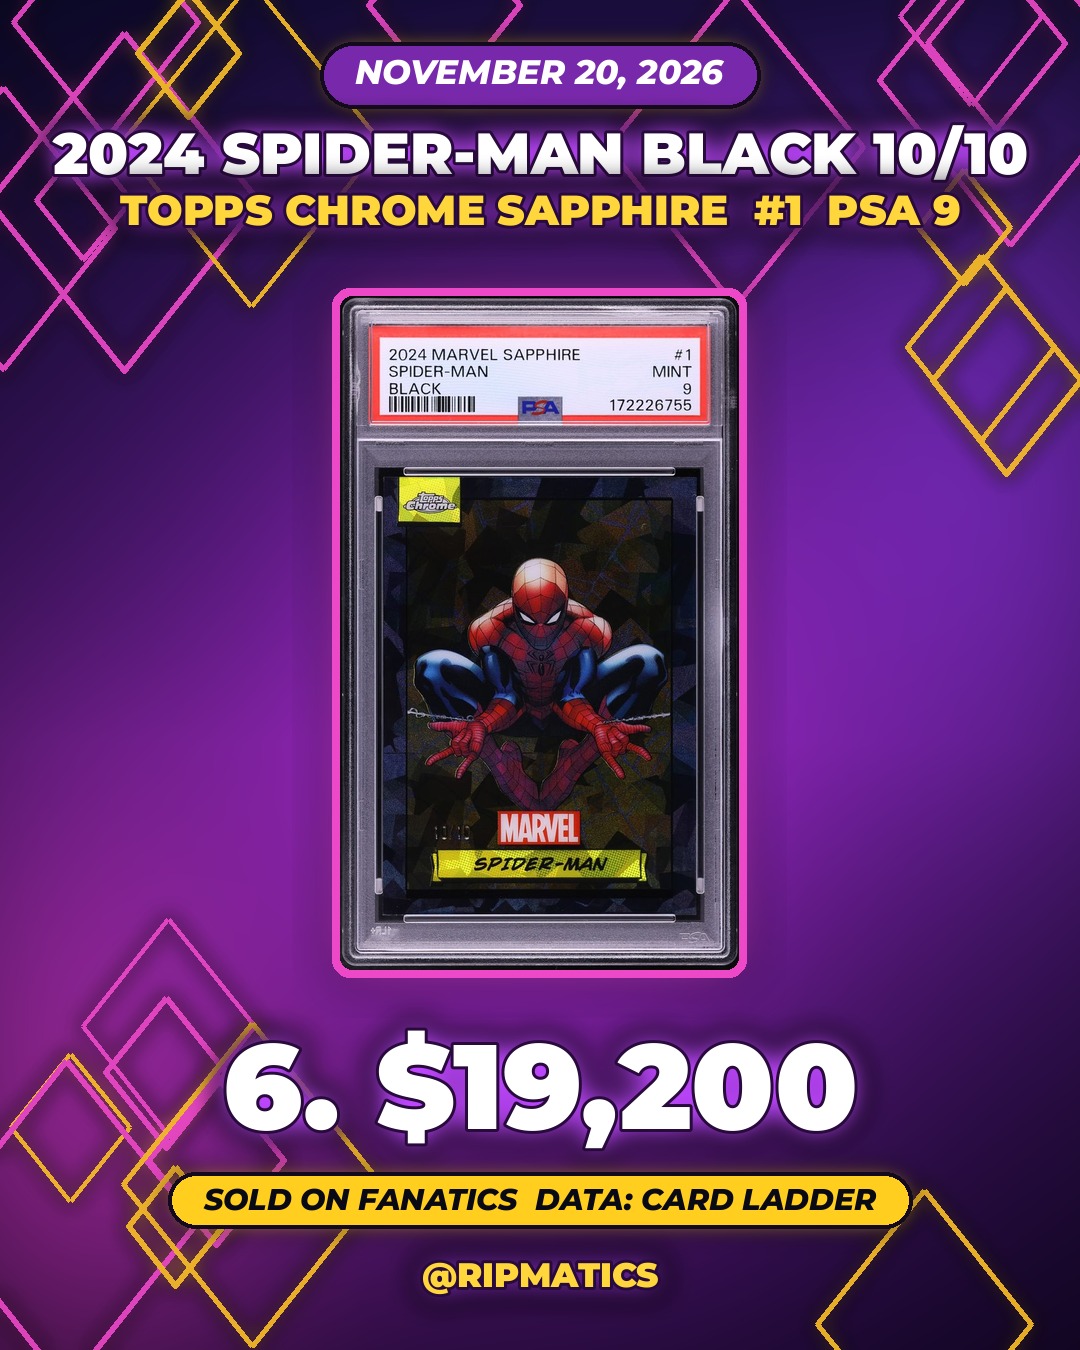 NOVEMBER 20, 2026
2024 SPIDER-MAN BLACK 10/10
TOPPS CHROME SAPPHIRE #1 PSA 9
2024 MARVEL SAPPHIRE #1
SPIDER-MAN MINT
BLACK 9
PSA 172226755
Topps
Chrome
10/10
MARVEL
SPIDER-MAN
6. $19,200
SOLD ON FANATICS DATA: CARD LADDER
@RIPMATICS